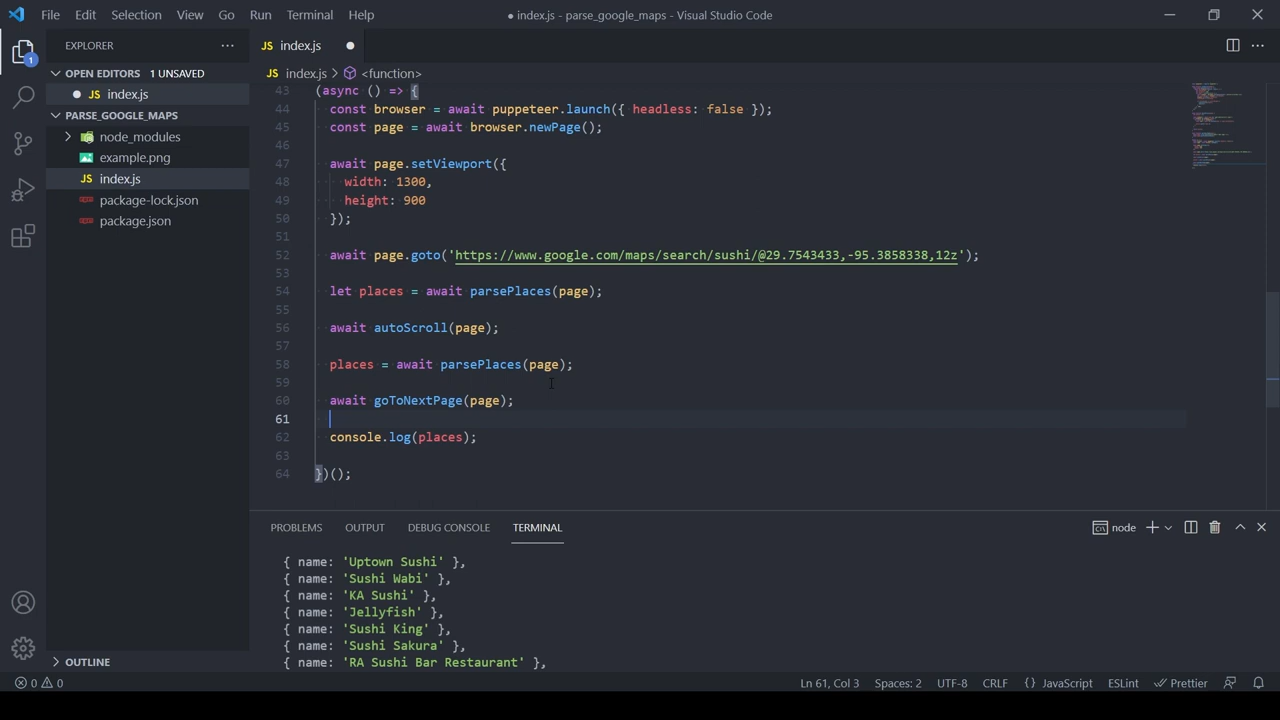 File Edit Selection View Go Run Terminal Help
● index.js - parse_google_maps - Visual Studio Code
EXPLORER
OPEN EDITORS 1 UNSAVED
JS index.js
PARSE_GOOGLE_MAPS
node_modules
example.png
JS index.js
package-lock.json
package.json
OUTLINE
1
JS index.js
JS index.js > <function>
43 (async () => {
44 const browser = await puppeteer.launch({ headless: false });
45 const page = await browser.newPage();
46
47 await page.setViewport({
48 width: 1300,
49 height: 900
50 });
51
52 await page.goto('https://www.google.com/maps/search/sushi/@29.7543433,-95.3858338,12z');
53
54 let places = await parsePlaces(page);
55
56 await autoScroll(page);
57
58 places = await parsePlaces(page);
59
60 await goToNextPage(page);
61
62 console.log(places);
63
64 })();
PROBLEMS OUTPUT DEBUG CONSOLE TERMINAL
node
{ name: 'Uptown Sushi' },
{ name: 'Sushi Wabi' },
{ name: 'KA Sushi' },
{ name: 'Jellyfish' },
{ name: 'Sushi King' },
{ name: 'Sushi Sakura' },
{ name: 'RA Sushi Bar Restaurant' },
0 0 Ln 61, Col 3 Spaces: 2 UTF-8 CRLF {} JavaScript ESLint Prettier